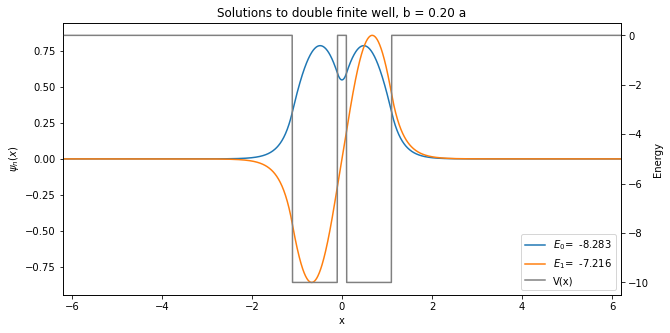 Solutions to double finite well, b = 0.20 a
0.75
0.50
0.25
0.00
−0.25
−0.50
−0.75
ψₙ(x)
0
−2
−4
−6
−8
−10
Energy
E₀= -8.283
E₁= -7.216
V(x)
−6 −4 −2 0 2 4 6
x